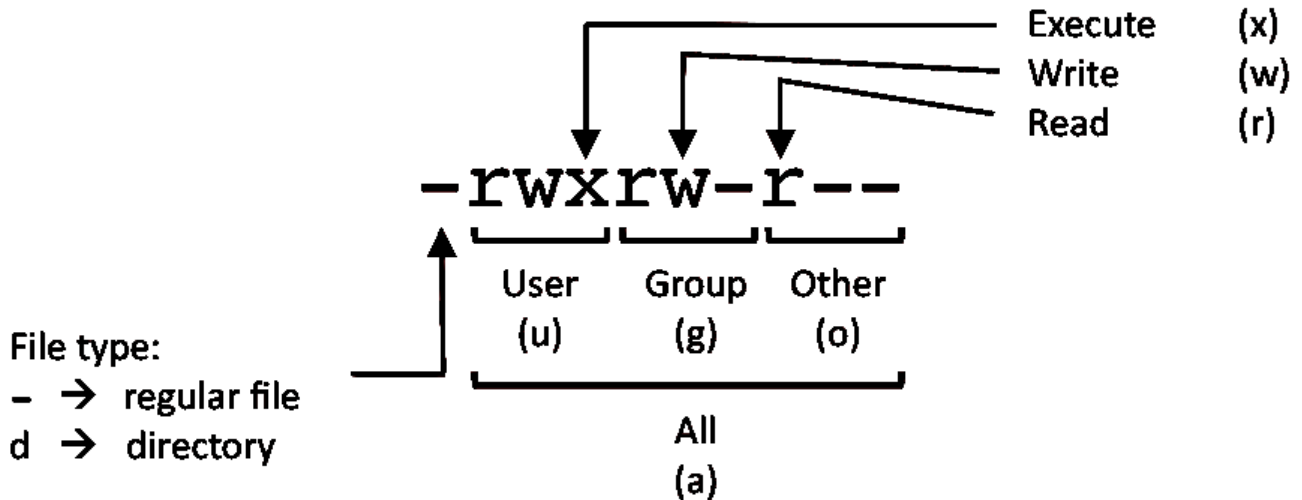 Execute (x)
Write (w)
Read (r)
-rwxrw-r--
User Group Other
(u) (g) (o)
File type:
- → regular file
d → directory
All
(a)